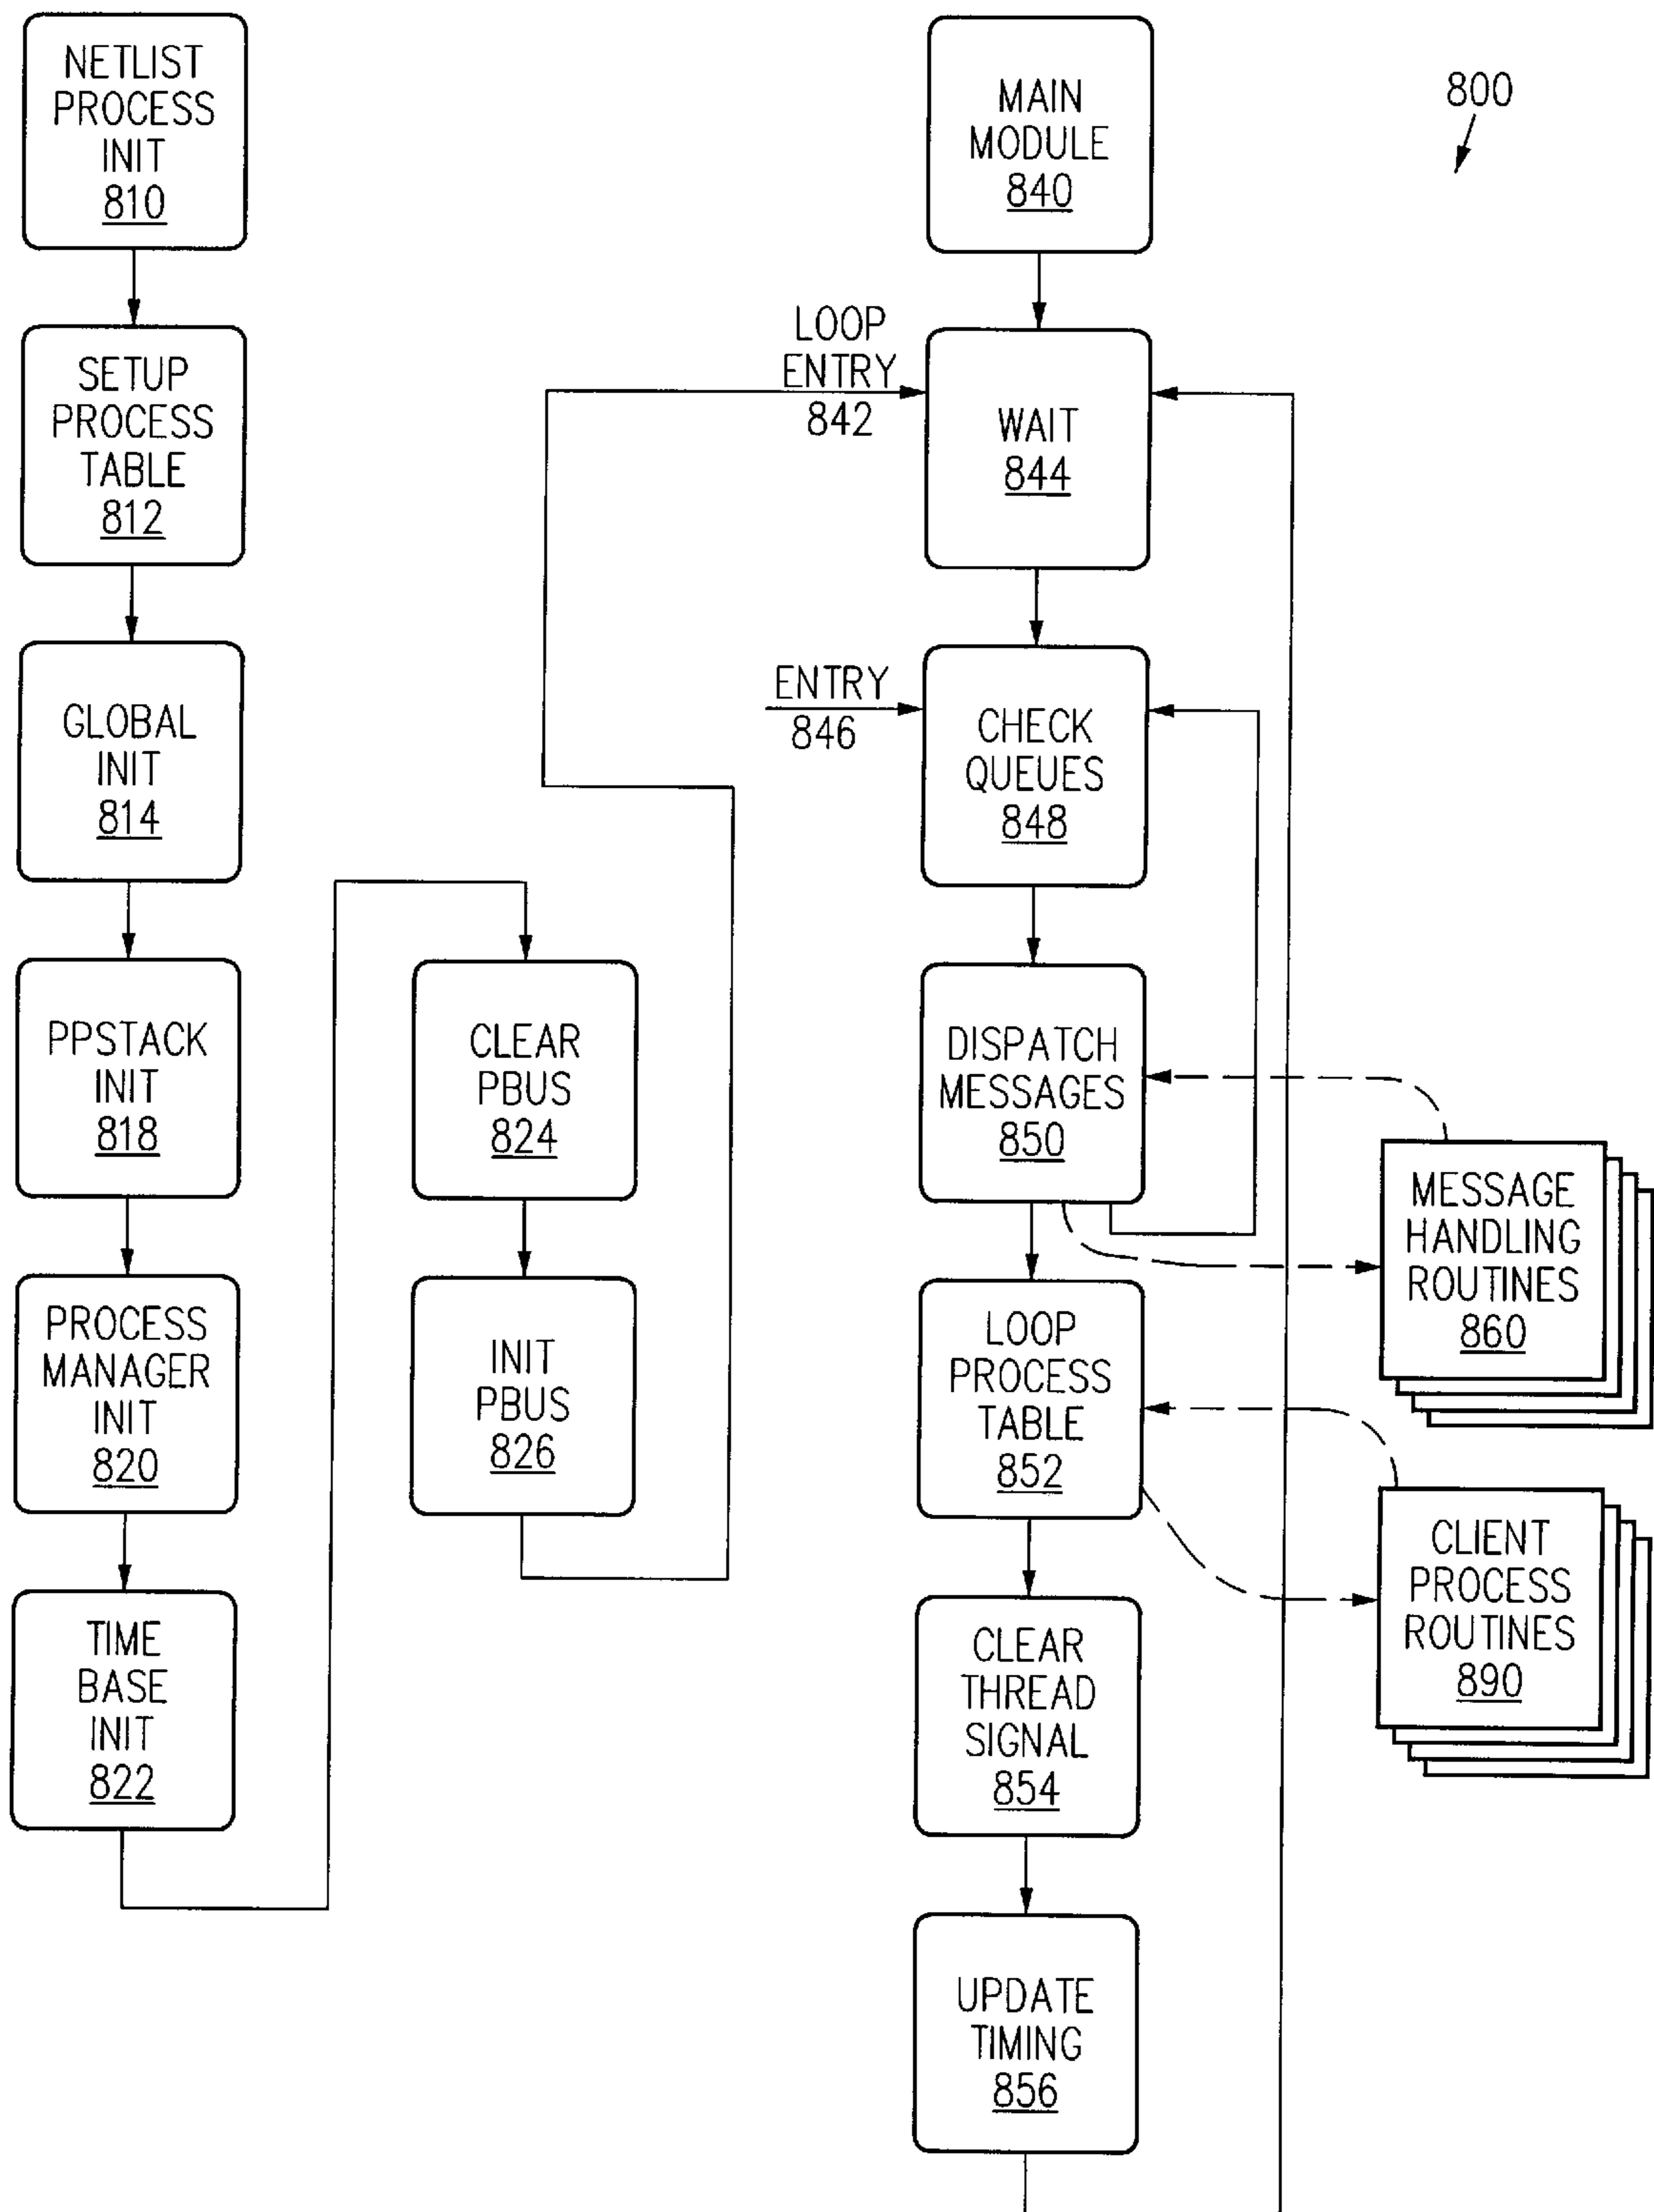 NETLIST
PROCESS
INIT
810
SETUP
PROCESS
TABLE
812
GLOBAL
INIT
814
PPSTACK
INIT
818
PROCESS
MANAGER
INIT
820
TIME
BASE
INIT
822
CLEAR
PBUS
824
INIT
PBUS
826
MAIN
MODULE
840
800
LOOP
ENTRY
842
WAIT
844
ENTRY
846
CHECK
QUEUES
848
DISPATCH
MESSAGES
850
MESSAGE
HANDLING
ROUTINES
860
LOOP
PROCESS
TABLE
852
CLIENT
PROCESS
ROUTINES
890
CLEAR
THREAD
SIGNAL
854
UPDATE
TIMING
856